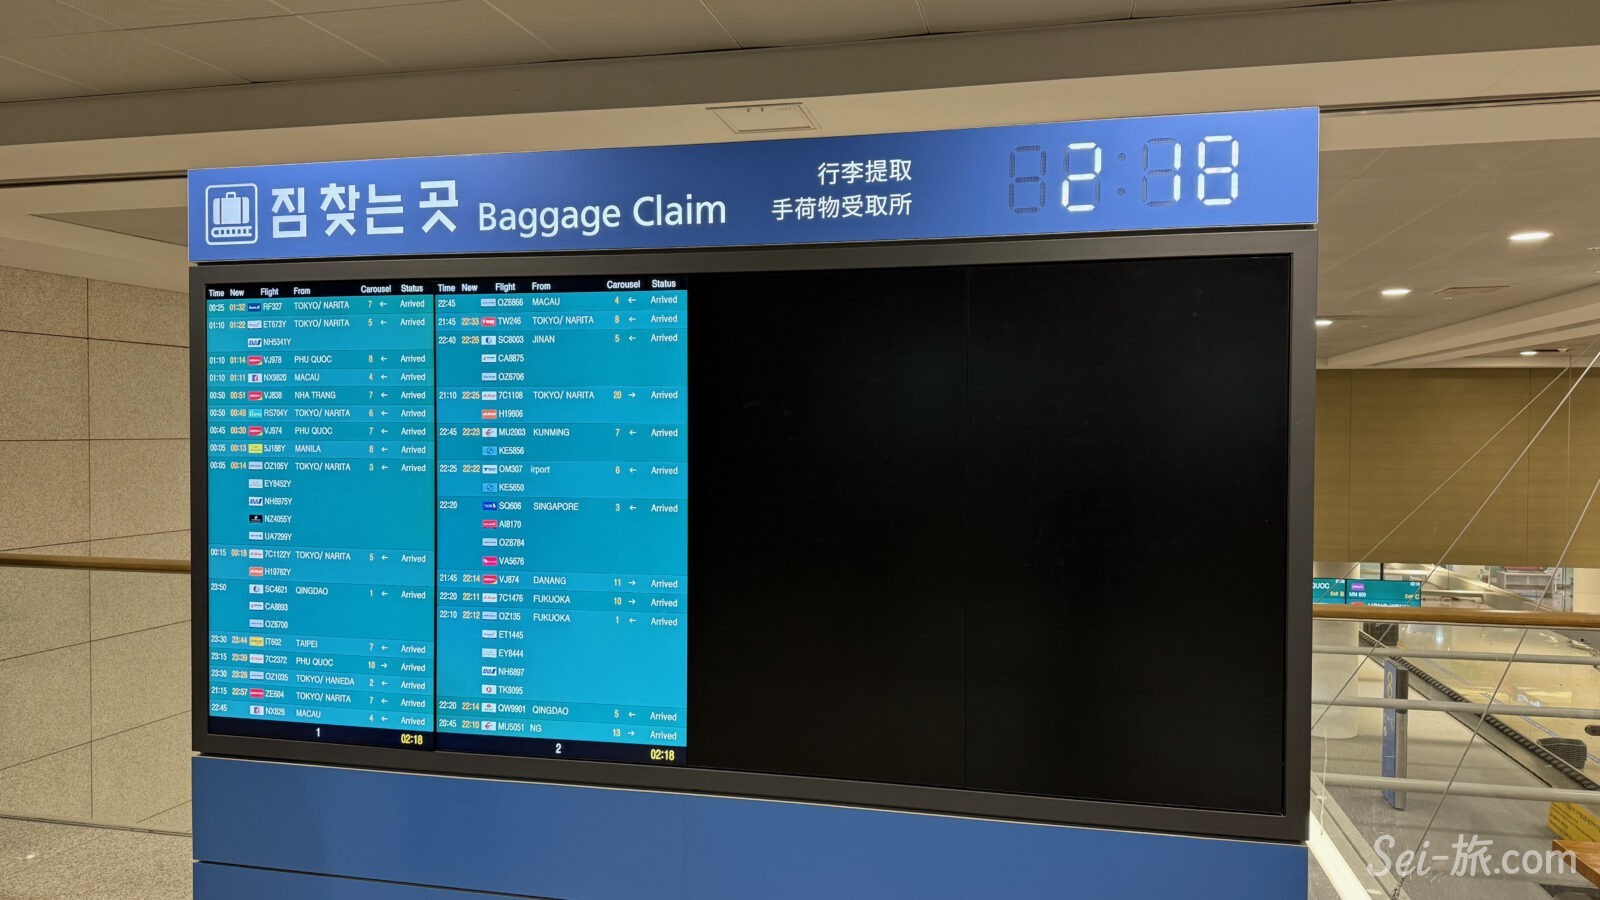 짐 찾는 곳 Baggage Claim
行李提取
手荷物受取所
2 18
Time New Flight From Carousel Status
00:25 01:32 RF327 TOKYO/ NARITA 7 ← Arrived
01:10 01:22 ET673Y TOKYO/ NARITA 5 ← Arrived
NH5341Y
01:10 01:14 VJ978 PHU QUOC 8 ← Arrived
01:10 01:11 NX9820 MACAU 4 ← Arrived
00:50 00:51 VJ838 NHA TRANG 7 ← Arrived
00:50 00:48 RS704Y TOKYO/ NARITA 6 ← Arrived
00:45 00:30 VJ974 PHU QUOC 7 ← Arrived
00:05 00:13 5J188Y MANILA 8 ← Arrived
00:05 00:14 OZ105Y TOKYO/ NARITA 3 ← Arrived
EY8452Y
NH6975Y
NZ4055Y
UA7299Y
00:15 00:18 7C1122Y TOKYO/ NARITA 5 ← Arrived
H19762Y
23:50 SC4621 QINGDAO 1 ← Arrived
CA8893
OZ6700
23:30 23:44 IT602 TAIPEI 7 ← Arrived
23:15 23:39 7C2372 PHU QUOC 10 → Arrived
23:30 23:26 OZ1035 TOKYO/ HANEDA 2 ← Arrived
21:15 22:57 ZE604 TOKYO/ NARITA 7 ← Arrived
22:45 NX826 MACAU 4 ← Arrived
1 02:18
Time New Flight From Carousel Status
22:45 OZ6866 MACAU 4 ← Arrived
21:45 22:33 TW246 TOKYO/ NARITA 8 ← Arrived
22:40 22:26 SC8003 JINAN 5 ← Arrived
CA8875
OZ6706
21:10 22:25 7C1108 TOKYO/ NARITA 20 → Arrived
H19806
22:45 22:23 MU2003 KUNMING 7 ← Arrived
KE5856
22:25 22:22 OM307 irport 6 ← Arrived
KE5650
22:20 SQ606 SINGAPORE 3 ← Arrived
AI8170
OZ6784
VA5676
21:45 22:14 VJ874 DANANG 11 → Arrived
22:20 22:11 7C1476 FUKUOKA 10 → Arrived
22:10 22:12 OZ135 FUKUOKA 1 ← Arrived
ET1445
EY8444
NH6897
TK8095
22:20 22:14 QW9901 QINGDAO 5 ← Arrived
20:45 22:10 MU5051 NG 13 → Arrived
2 02:18
QUOC Exit B
MM 809 Exit C
Sei-旅.com